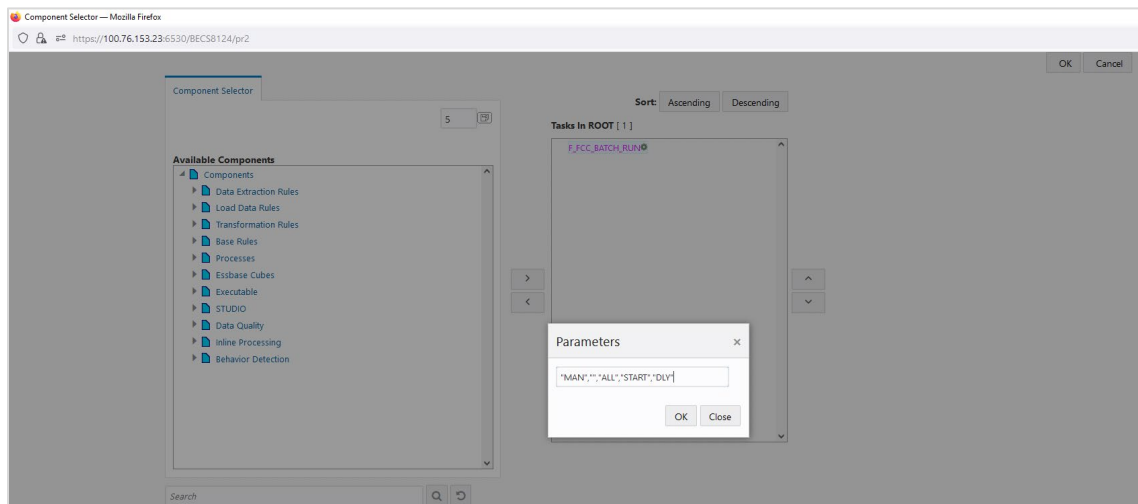 Component Selector — Mozilla Firefox
https://100.76.153.23:6530/BECS8124/pr2
OK Cancel
Component Selector
5
Sort: Ascending Descending
Tasks In ROOT [ 1 ]
F_FCC_BATCH_RUN
Available Components
Components
Data Extraction Rules
Load Data Rules
Transformation Rules
Base Rules
Processes
Essbase Cubes
Executable
STUDIO
Data Quality
Inline Processing
Behavior Detection
>
<
Parameters ×
"MAN","","ALL","START","DLY"
OK Close
Search